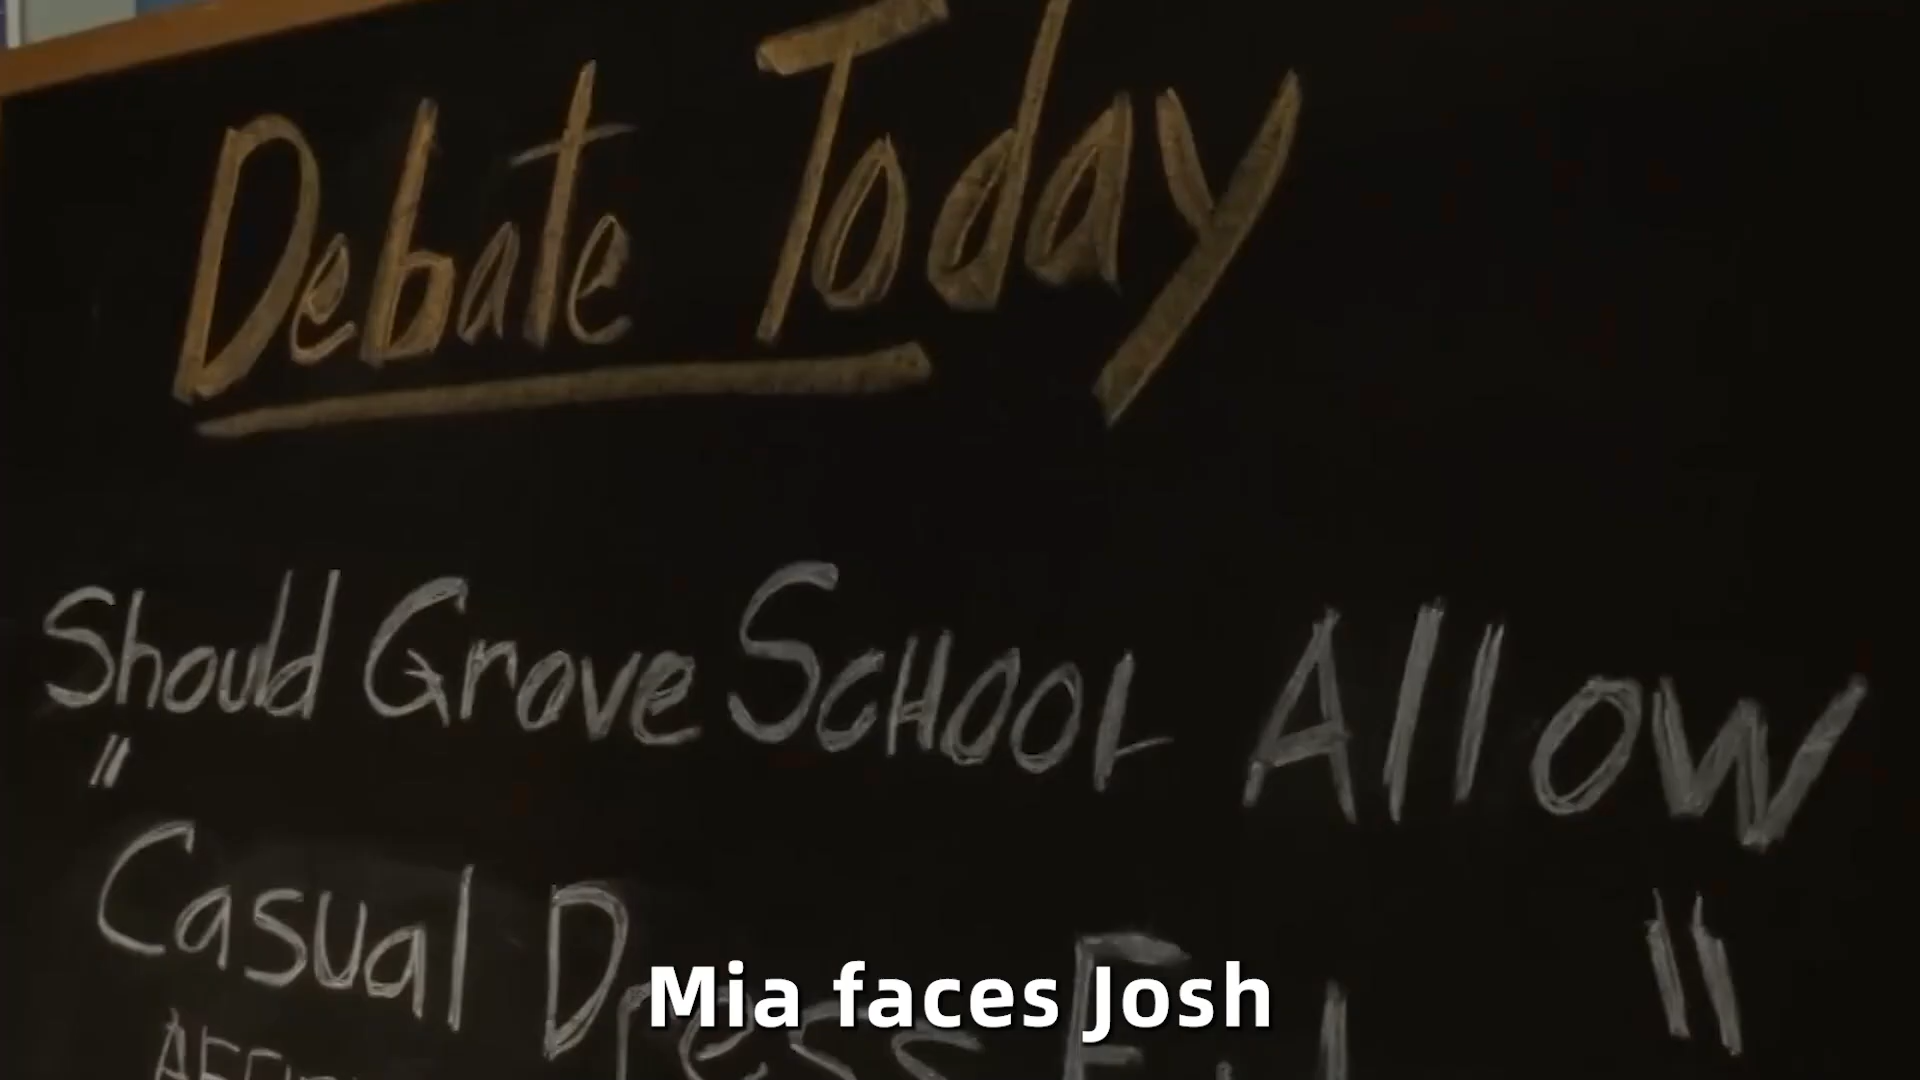 Debate Today
Should Grove SCHOOL Allow
"Casual Dress "
Mia faces Josh